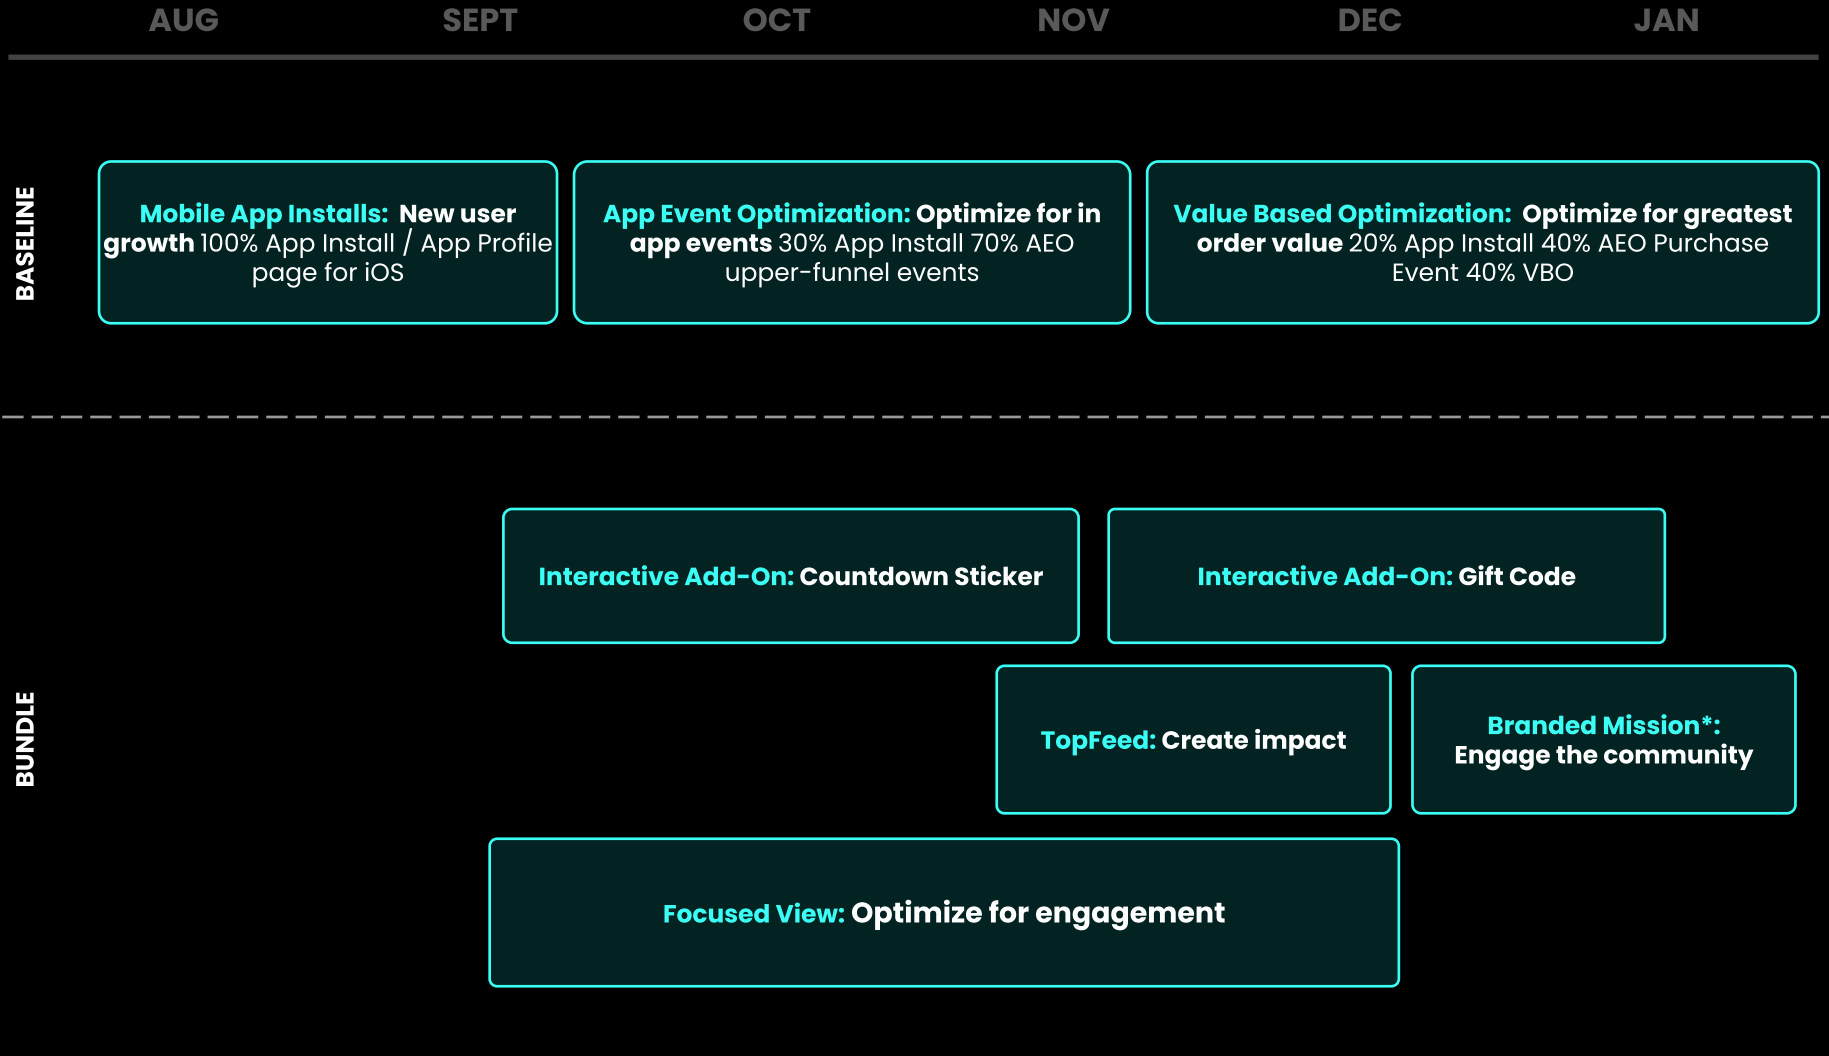 AUG SEPT OCT NOV DEC JAN
BASELINE
Mobile App Installs: New user
growth 100% App Install / App Profile
page for iOS
App Event Optimization: Optimize for in
app events 30% App Install 70% AEO
upper-funnel events
Value Based Optimization: Optimize for greatest
order value 20% App Install 40% AEO Purchase
Event 40% VBO
BUNDLE
Interactive Add-On: Countdown Sticker
Interactive Add-On: Gift Code
TopFeed: Create impact
Branded Mission*:
Engage the community
Focused View: Optimize for engagement